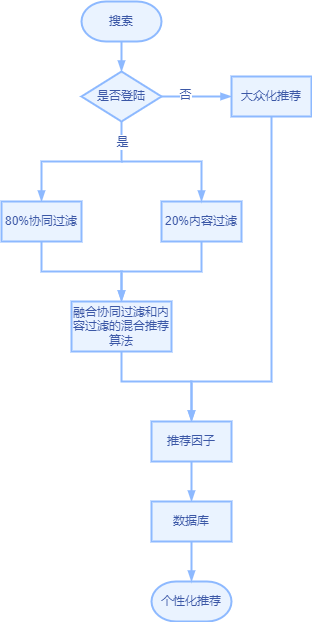 搜索
是否登陆
否
大众化推荐
是
80%协同过滤
20%内容过滤
融合协同过滤和内
容过滤的混合推荐
算法
推荐因子
数据库
个性化推荐